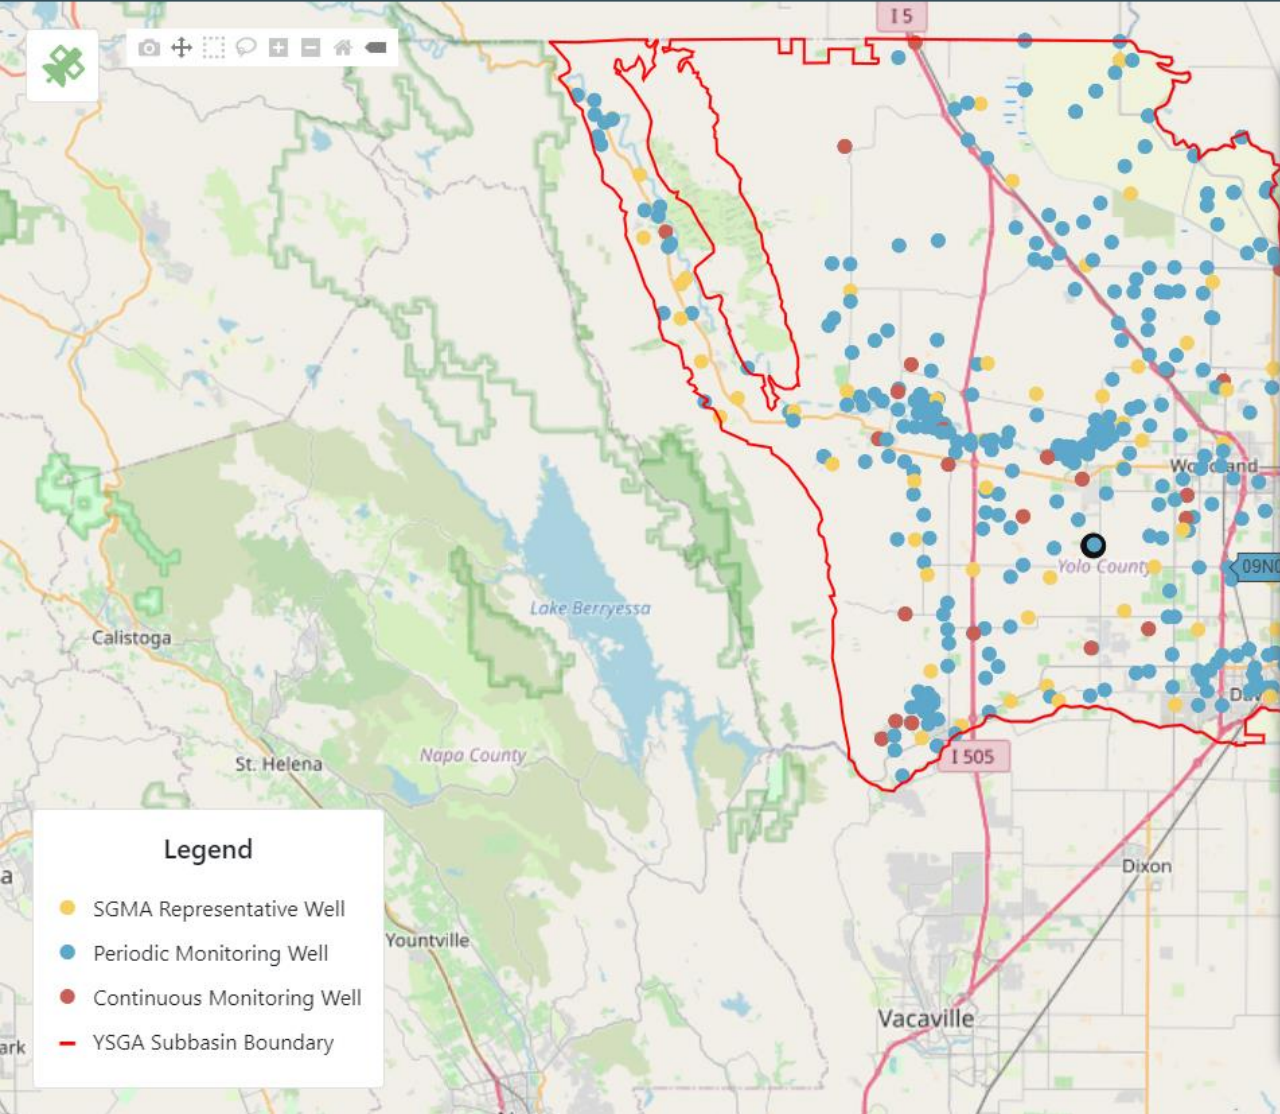 I 5
Woodland
Yolo County
09N0
Lake Berryessa
Calistoga
Napa County
St. Helena
I 505
Legend
SGMA Representative Well
Periodic Monitoring Well
Continuous Monitoring Well
YSGA Subbasin Boundary
a
ark
Yountville
Dixon
Vacaville